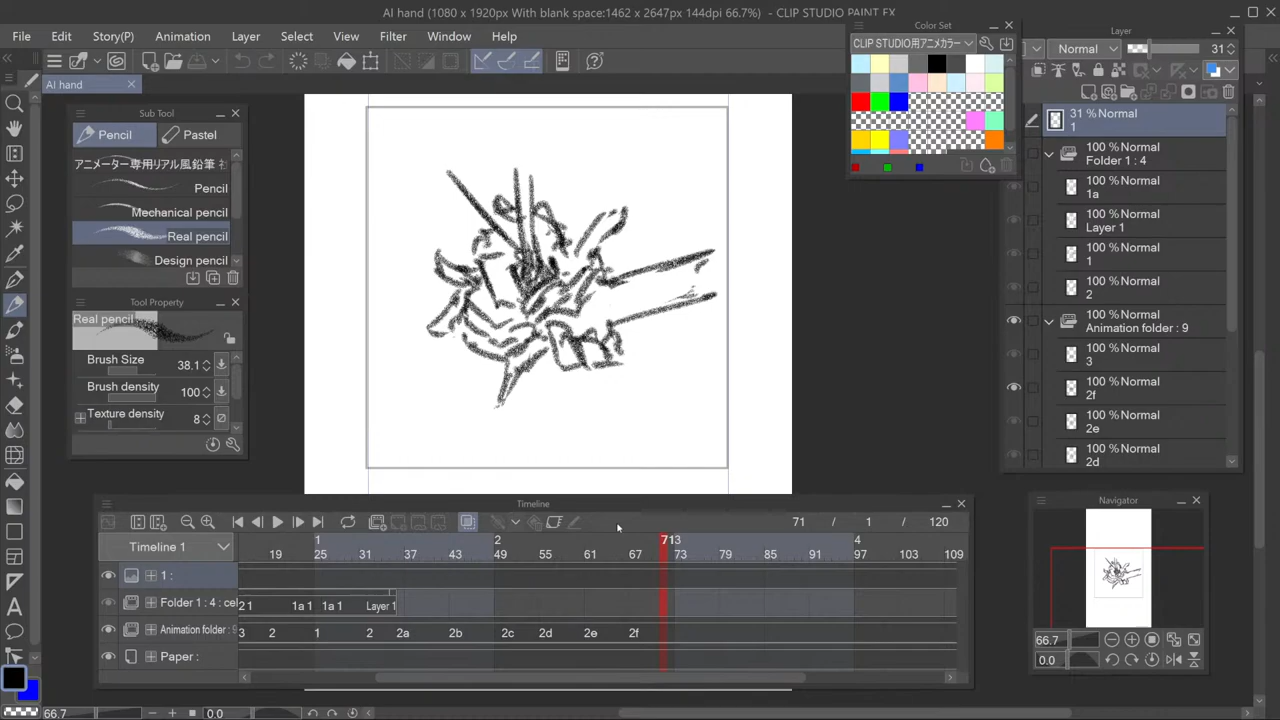 AI hand (1080 x 1920px With blank space:1462 x 2647px 144dpi 66.7%) - CLIP STUDIO PAINT EX
File Edit Story(P) Animation Layer Select View Filter Window Help
AI hand
Sub Tool
Pencil Pastel
アニメーター専用リアル風鉛筆
Pencil
Mechanical pencil
Real pencil
Design pencil
Tool Property
Real pencil
Brush Size 38.1
Brush density 100
Texture density 8
Color Set
CLIP STUDIO用アニメカラー
Layer
Normal 31
31 % Normal
1
100 % Normal
Folder 1 : 4
100 % Normal
1a
100 % Normal
Layer 1
100 % Normal
1
100 % Normal
2
100 % Normal
Animation folder : 9
100 % Normal
3
100 % Normal
2f
100 % Normal
2e
100 % Normal
2d
Navigator
66.7
0.0
Timeline
71 / 1 / 120
Timeline 1
1 2 71 3 4
19 25 31 37 43 49 55 61 67 73 79 85 91 97 103 109
1 :
Folder 1 : 4 : cel 2 1 1a 1 1a 1 Layer 1
Animation folder : 9 3 2 1 2 2a 2b 2c 2d 2e 2f
Paper :
66.7 0.0